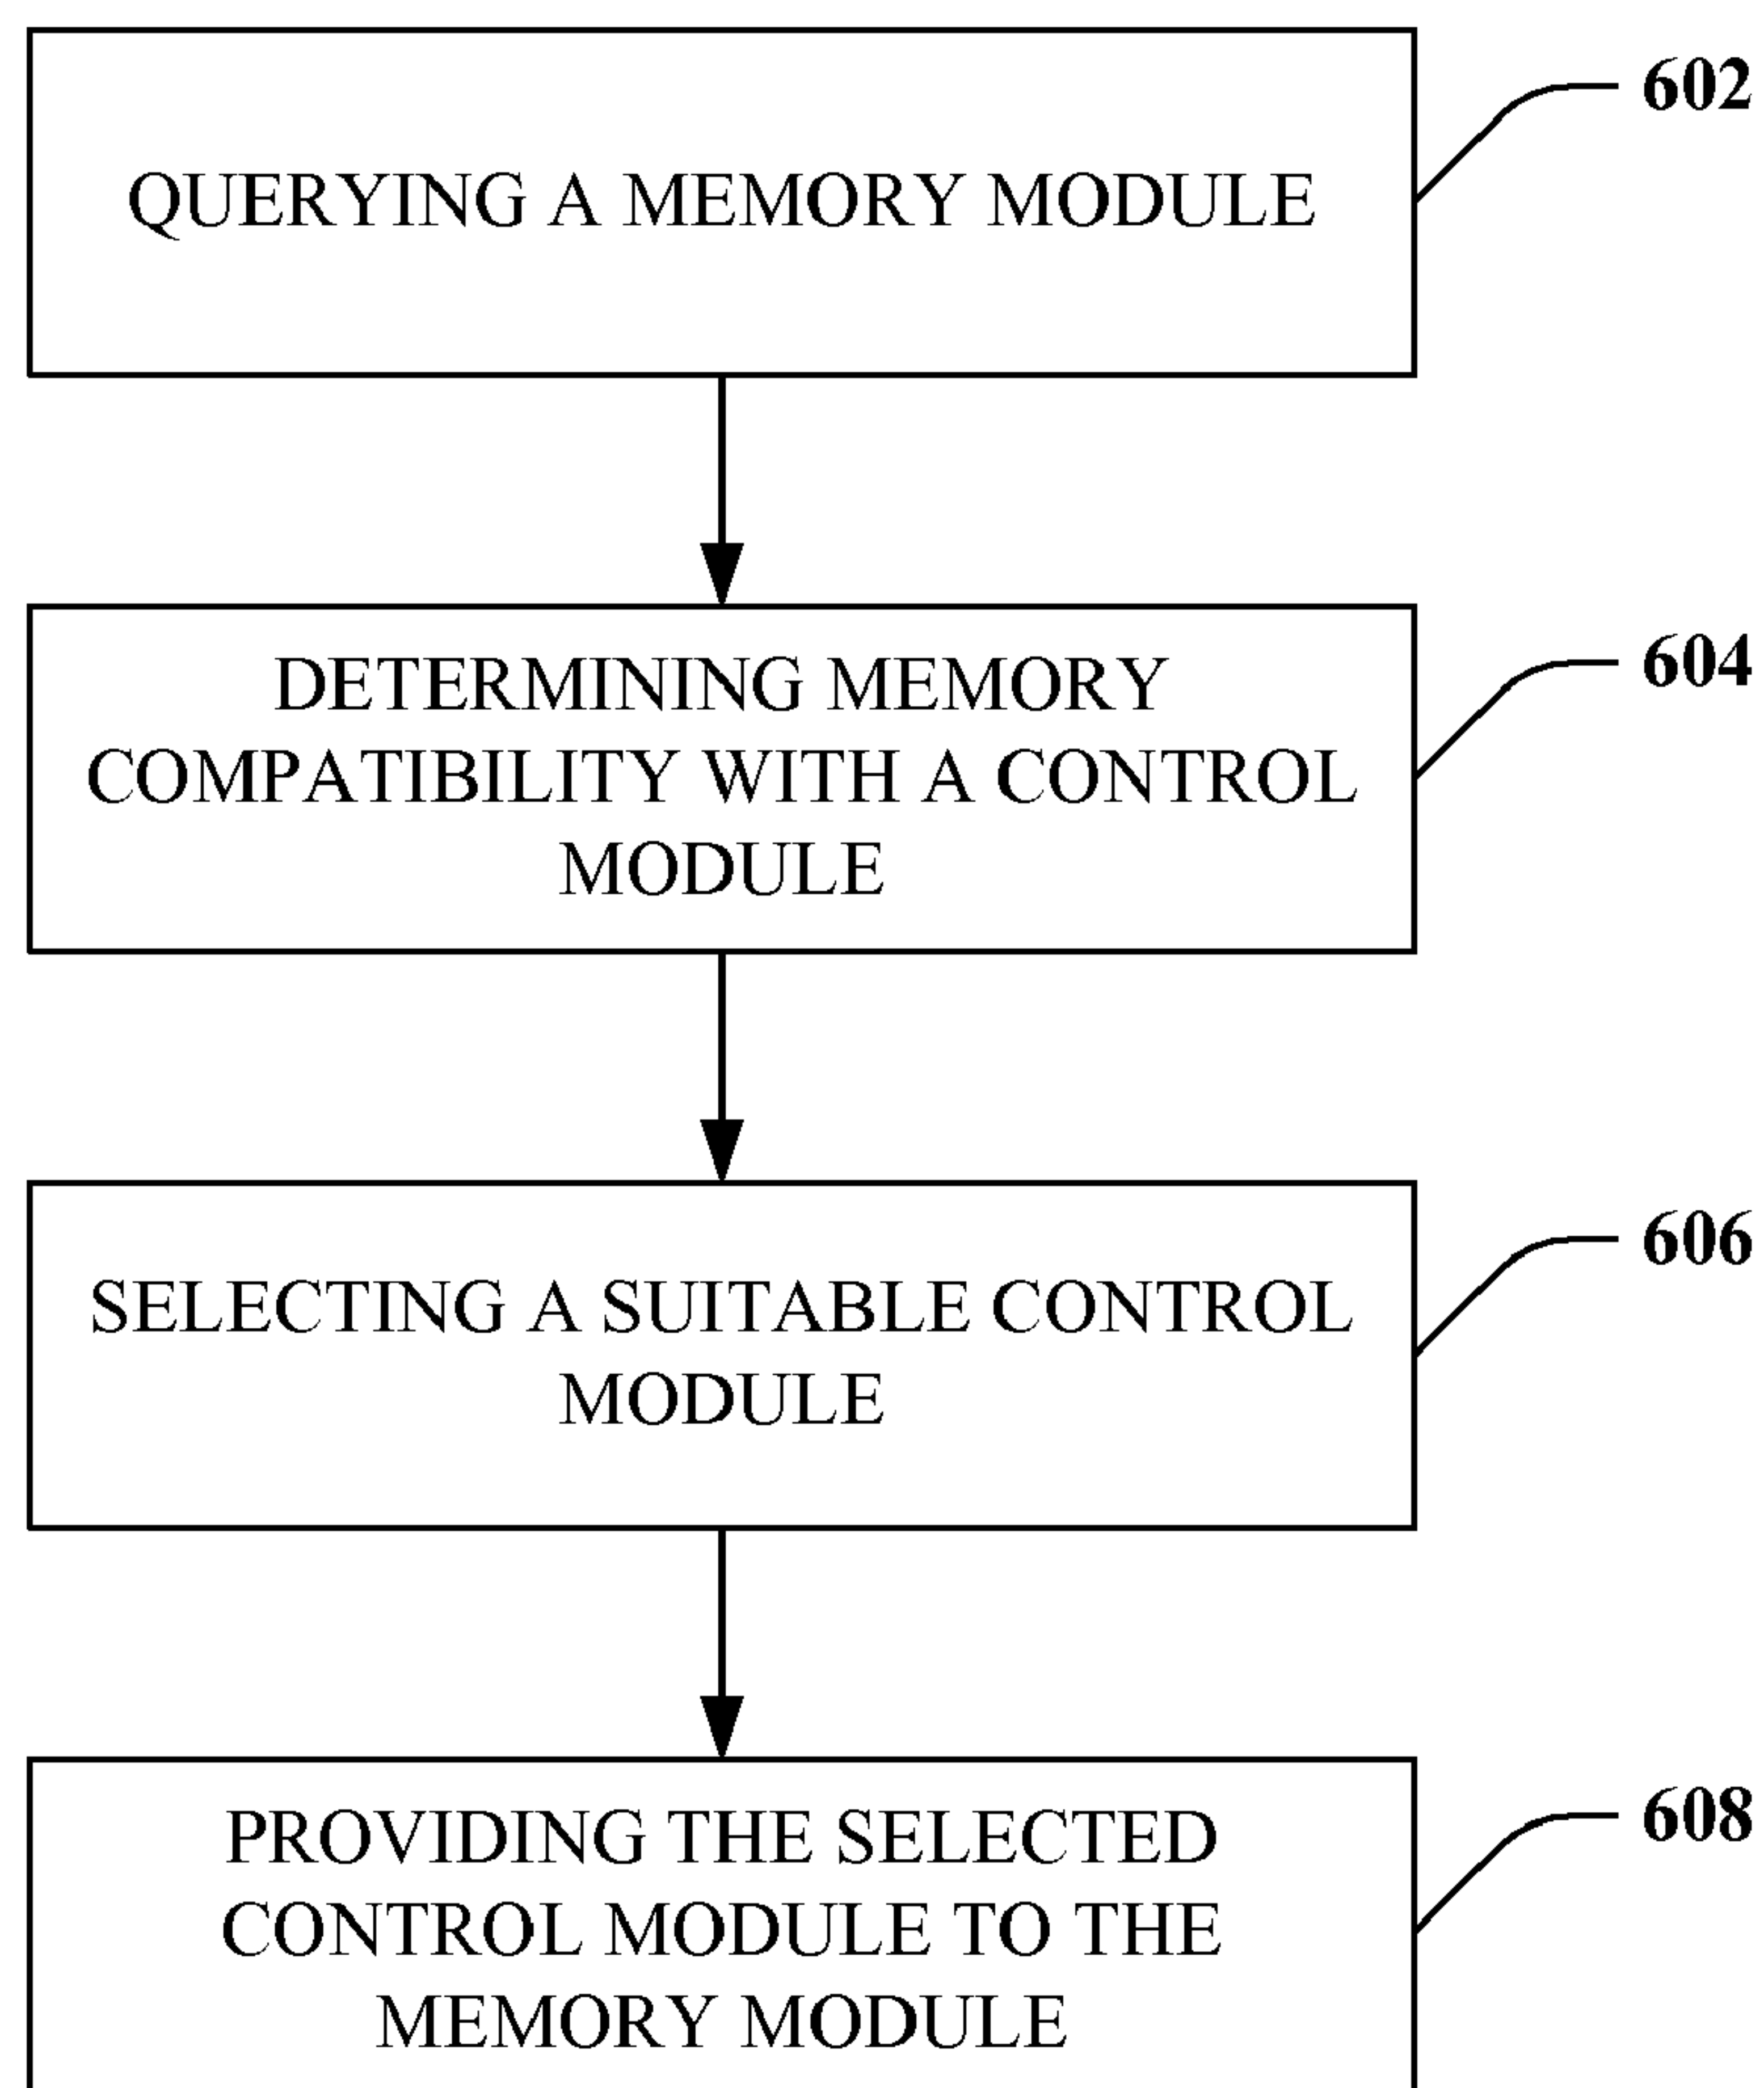 602
QUERYING A MEMORY MODULE
604
DETERMINING MEMORY
COMPATIBILITY WITH A CONTROL
MODULE
606
SELECTING A SUITABLE CONTROL
MODULE
608
PROVIDING THE SELECTED
CONTROL MODULE TO THE
MEMORY MODULE